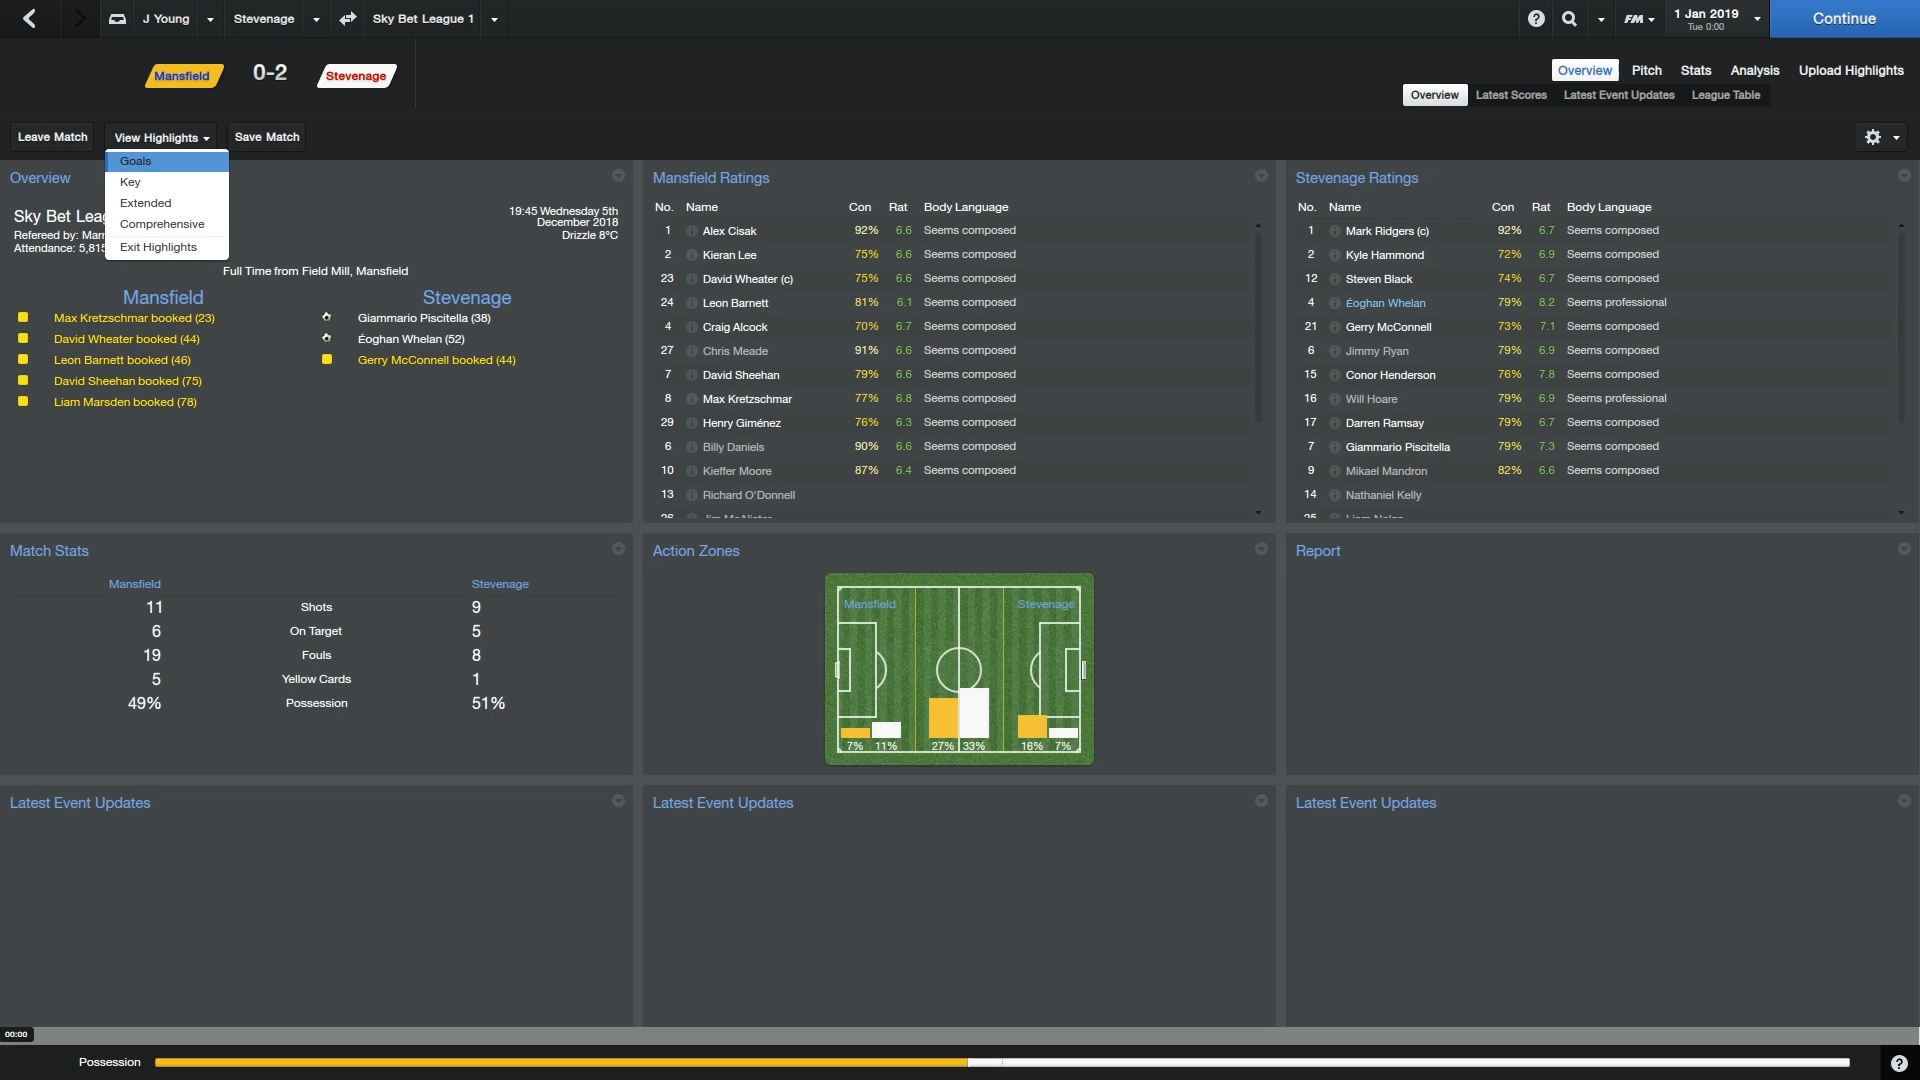 J Young
Stevenage
Sky Bet League 1
FM
1 Jan 2019
Tue 0:00
Continue
Mansfield 0-2 Stevenage
Overview Pitch Stats Analysis Upload Highlights
Overview Latest Scores Latest Event Updates League Table
Leave Match View Highlights Save Match
Goals
Key
Extended
Comprehensive
Exit Highlights
Overview
Sky Bet Leag
Refereed by: Mar
Attendance: 5,815
19:45 Wednesday 5th
December 2018
Drizzle 8°C
Full Time from Field Mill, Mansfield
Mansfield
Max Kretzschmar booked (23)
David Wheater booked (44)
Leon Barnett booked (46)
David Sheehan booked (75)
Liam Marsden booked (78)
Stevenage
Giammario Piscitella (38)
Éoghan Whelan (52)
Gerry McConnell booked (44)
Mansfield Ratings
No. Name Con Rat Body Language
1 Alex Cisak 92% 6.6 Seems composed
2 Kieran Lee 75% 6.6 Seems composed
23 David Wheater (c) 75% 6.6 Seems composed
24 Leon Barnett 81% 6.1 Seems composed
4 Craig Alcock 70% 6.7 Seems composed
27 Chris Meade 91% 6.6 Seems composed
7 David Sheehan 79% 6.6 Seems composed
8 Max Kretzschmar 77% 6.8 Seems composed
29 Henry Giménez 76% 6.3 Seems composed
6 Billy Daniels 90% 6.6 Seems composed
10 Kieffer Moore 87% 6.4 Seems composed
13 Richard O'Donnell
Stevenage Ratings
No. Name Con Rat Body Language
1 Mark Ridgers (c) 92% 6.7 Seems composed
2 Kyle Hammond 72% 6.9 Seems composed
12 Steven Black 74% 6.7 Seems composed
4 Éoghan Whelan 79% 8.2 Seems professional
21 Gerry McConnell 73% 7.1 Seems composed
6 Jimmy Ryan 79% 6.9 Seems composed
15 Conor Henderson 76% 7.8 Seems composed
16 Will Hoare 79% 6.9 Seems professional
17 Darren Ramsay 79% 6.7 Seems composed
7 Giammario Piscitella 79% 7.3 Seems composed
9 Mikael Mandron 82% 6.6 Seems composed
14 Nathaniel Kelly
Match Stats
Mansfield Stevenage
11 Shots 9
6 On Target 5
19 Fouls 8
5 Yellow Cards 1
49% Possession 51%
Action Zones
Mansfield Stevenage
7% 11% 27% 33% 16% 7%
Report
Latest Event Updates
Latest Event Updates
Latest Event Updates
00:00
Possession